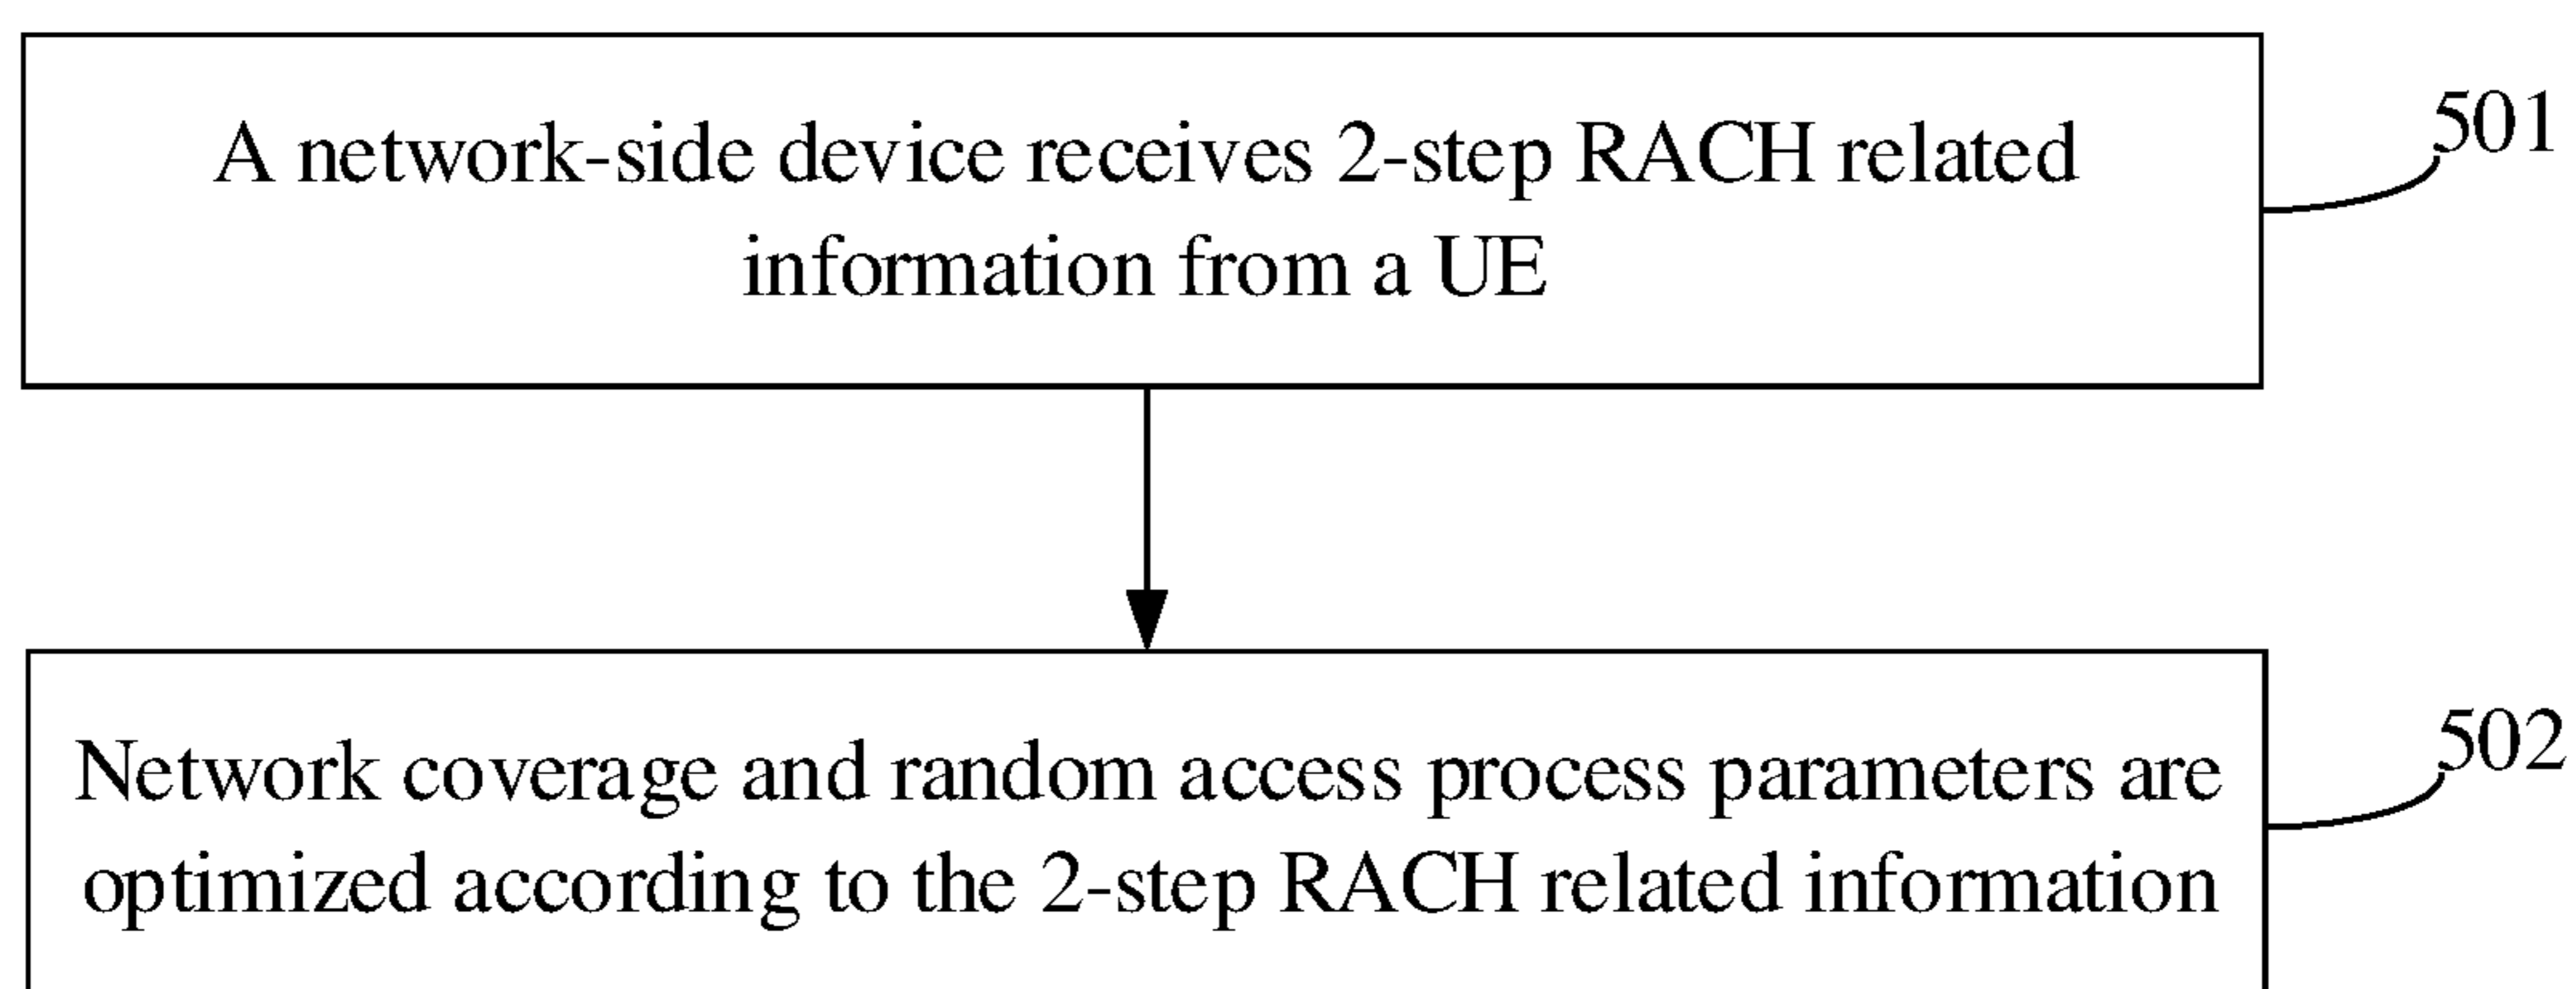 A network-side device receives 2-step RACH related
information from a UE
501
Network coverage and random access process parameters are
optimized according to the 2-step RACH related information
502